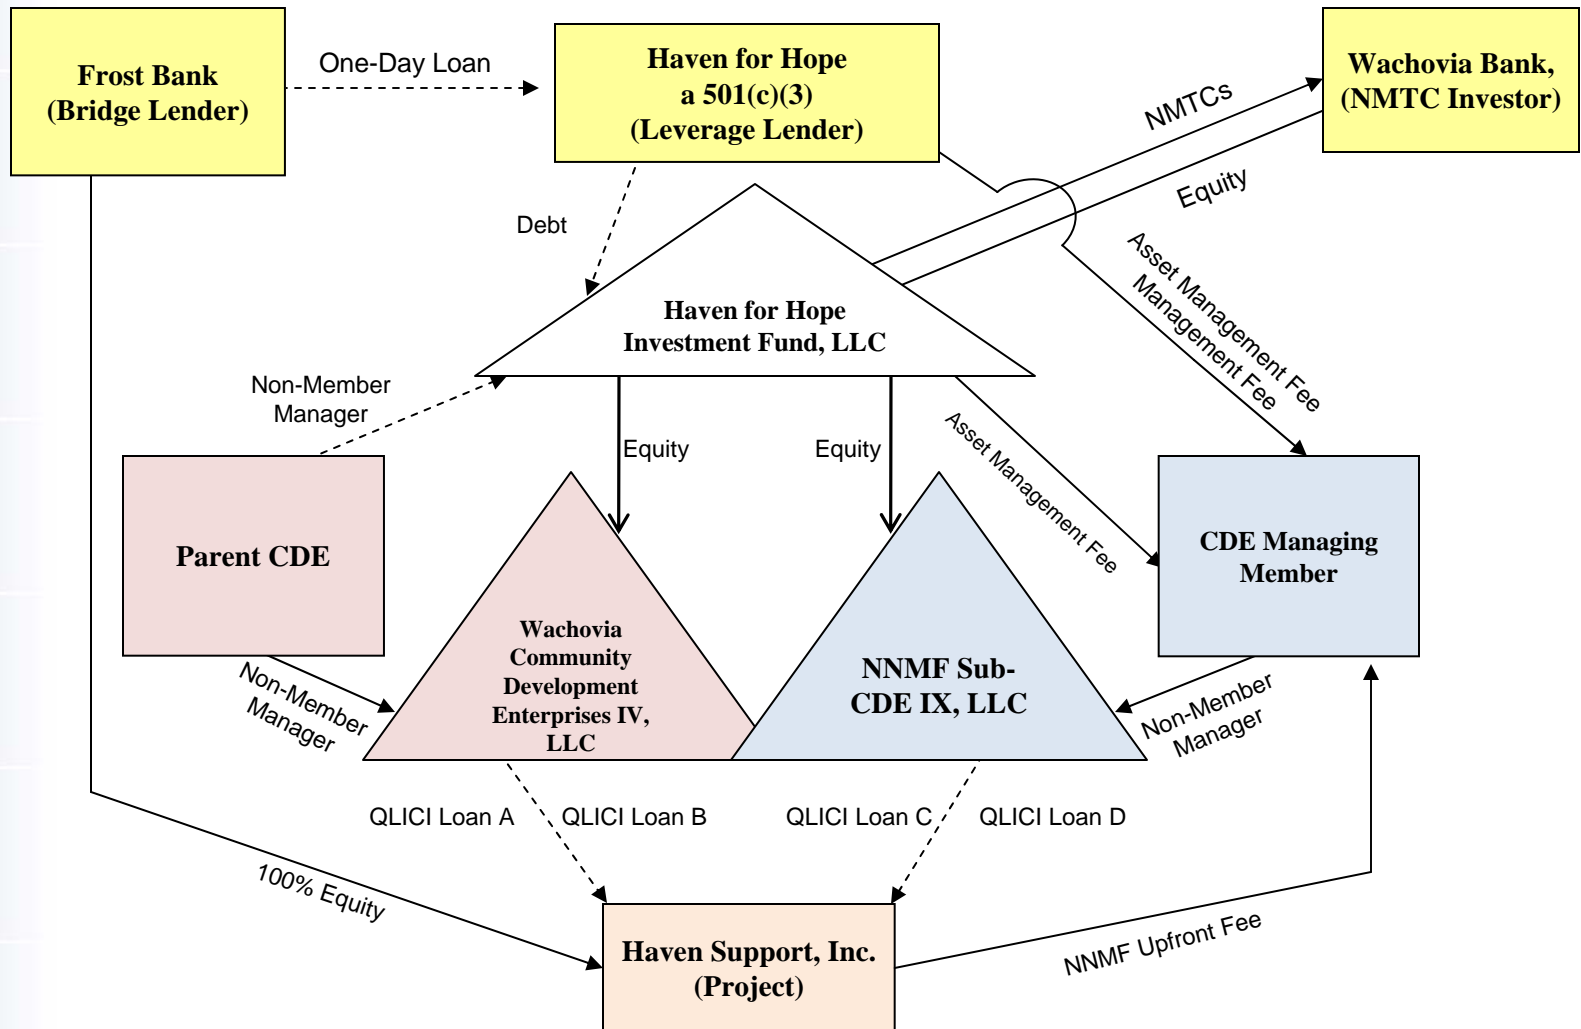 Frost Bank
(Bridge Lender)
One-Day Loan
Haven for Hope
a 501(c)(3)
(Leverage Lender)
Wachovia Bank,
(NMTC Investor)
NMTCs
Equity
Debt
Haven for Hope
Investment Fund, LLC
Asset Management Fee
Management Fee
Non-Member
Manager
Equity
Equity
Asset Management Fee
Parent CDE
CDE Managing
Member
Wachovia
Community
Development
Enterprises IV,
LLC
NNMF Sub-
CDE IX, LLC
Non-Member
Manager
Non-Member
Manager
QLICI Loan A
QLICI Loan B
QLICI Loan C
QLICI Loan D
100% Equity
Haven Support, Inc.
(Project)
NNMF Upfront Fee